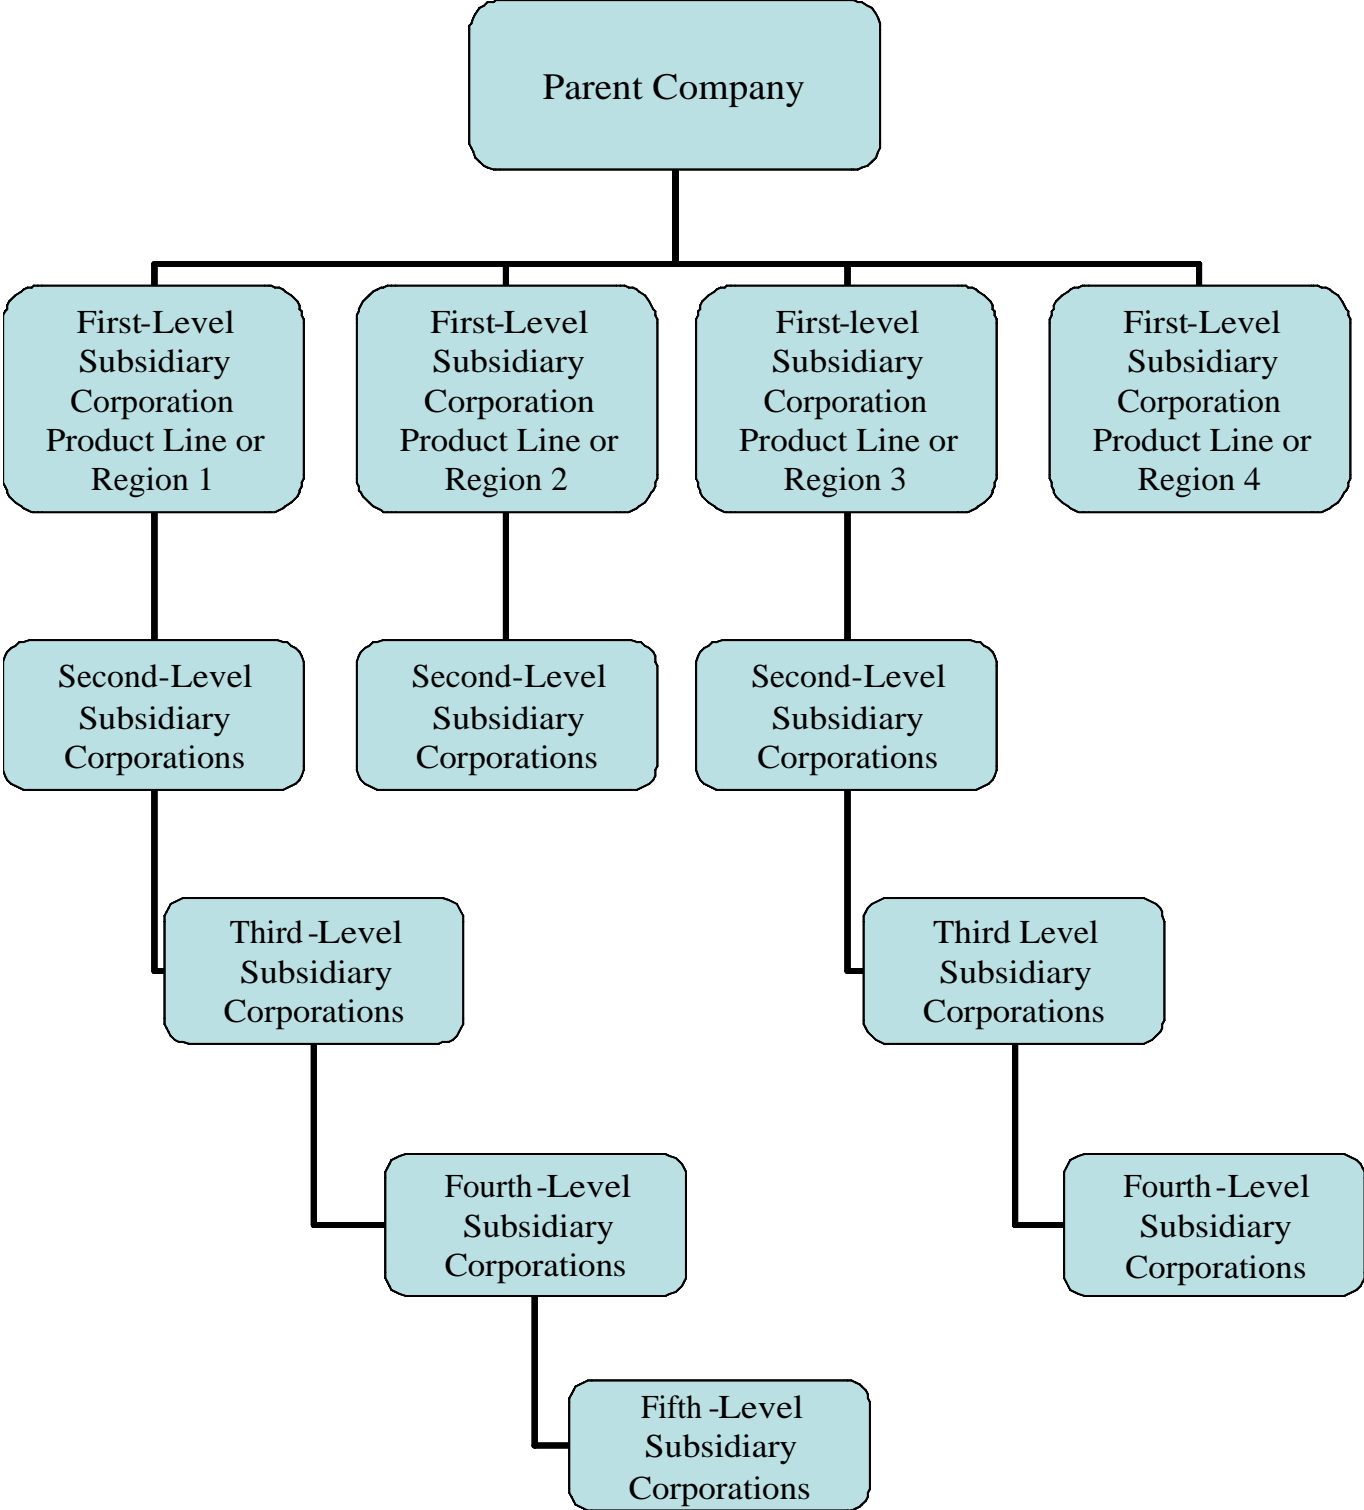 Parent Company
First-Level
Subsidiary
Corporation
Product Line or
Region 1
First-Level
Subsidiary
Corporation
Product Line or
Region 2
First-level
Subsidiary
Corporation
Product Line or
Region 3
First-Level
Subsidiary
Corporation
Product Line or
Region 4
Second-Level
Subsidiary
Corporations
Second-Level
Subsidiary
Corporations
Second-Level
Subsidiary
Corporations
Third-Level
Subsidiary
Corporations
Third Level
Subsidiary
Corporations
Fourth-Level
Subsidiary
Corporations
Fourth-Level
Subsidiary
Corporations
Fifth-Level
Subsidiary
Corporations